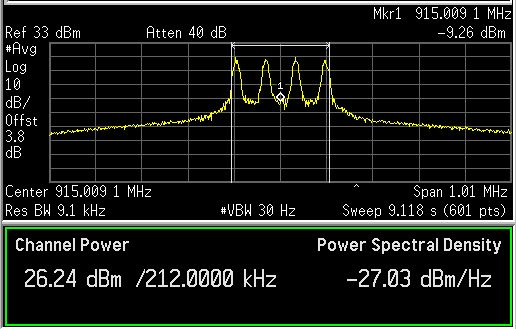 Mkr1 915.009 1 MHz
Ref 33 dBm Atten 40 dB -9.26 dBm
#Avg
Log
10
dB/
Offst
3.8
dB
1
Center 915.009 1 MHz Span 1.01 MHz
Res BW 9.1 kHz #VBW 30 Hz Sweep 9.118 s (601 pts)
Channel Power Power Spectral Density
26.24 dBm /212.0000 kHz -27.03 dBm/Hz